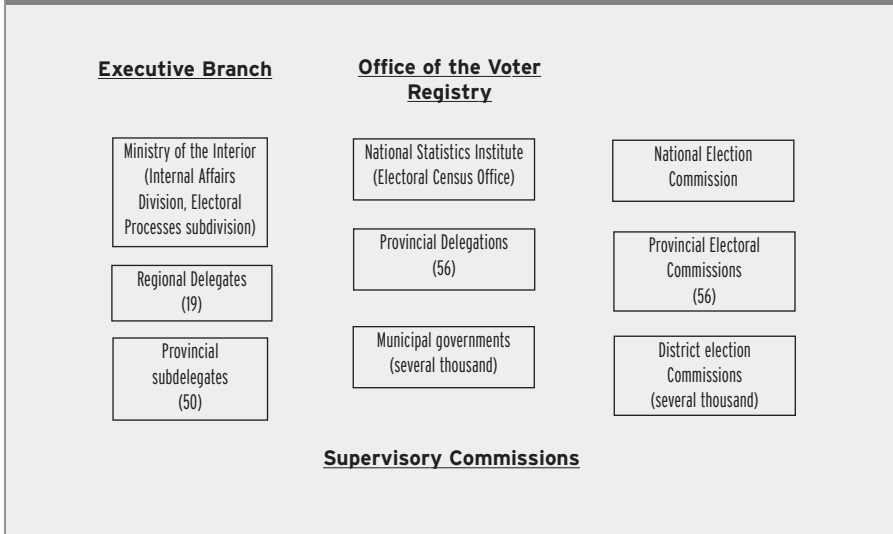 Executive Branch
Ministry of the Interior
(Internal Affairs
Division, Electoral
Processes subdivision)
Regional Delegates
(19)
Provincial
subdelegates
(50)
Office of the Voter
Registry
National Statistics Institute
(Electoral Census Office)
Provincial Delegations
(56)
Municipal governments
(several thousand)
National Election
Commission
Provincial Electoral
Commissions
(56)
District election
Commissions
(several thousand)
Supervisory Commissions